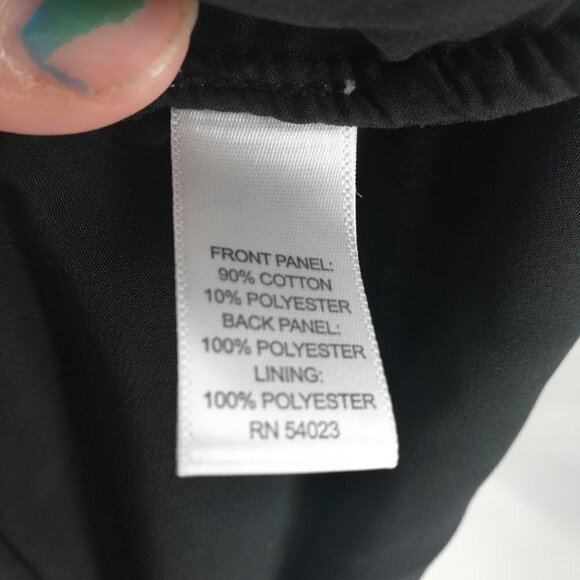 FRONT PANEL:
90% COTTON
10% POLYESTER
BACK PANEL:
100% POLYESTER
LINING:
100% POLYESTER
RN 54023